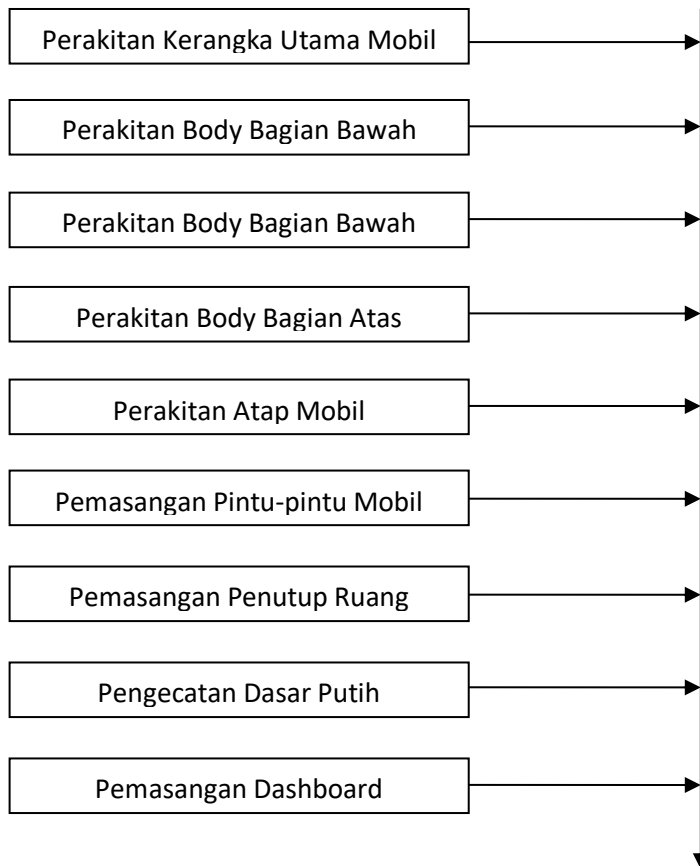 Perakitan Kerangka Utama Mobil
Perakitan Body Bagian Bawah
Perakitan Body Bagian Bawah
Perakitan Body Bagian Atas
Perakitan Atap Mobil
Pemasangan Pintu-pintu Mobil
Pemasangan Penutup Ruang
Pengecatan Dasar Putih
Pemasangan Dashboard